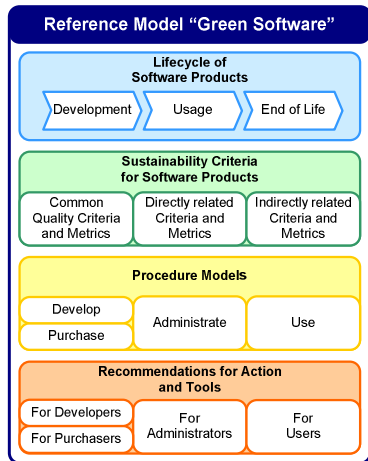 Reference Model “Green Software”
Lifecycle of
Software Products
Development
Usage
End of Life
Sustainability Criteria
for Software Products
Common
Quality Criteria
and Metrics
Directly related
Criteria and
Metrics
Indirectly related
Criteria and
Metrics
Procedure Models
Develop
Purchase
Administrate
Use
Recommendations for Action
and Tools
For Developers
For Purchasers
For
Administrators
For
Users